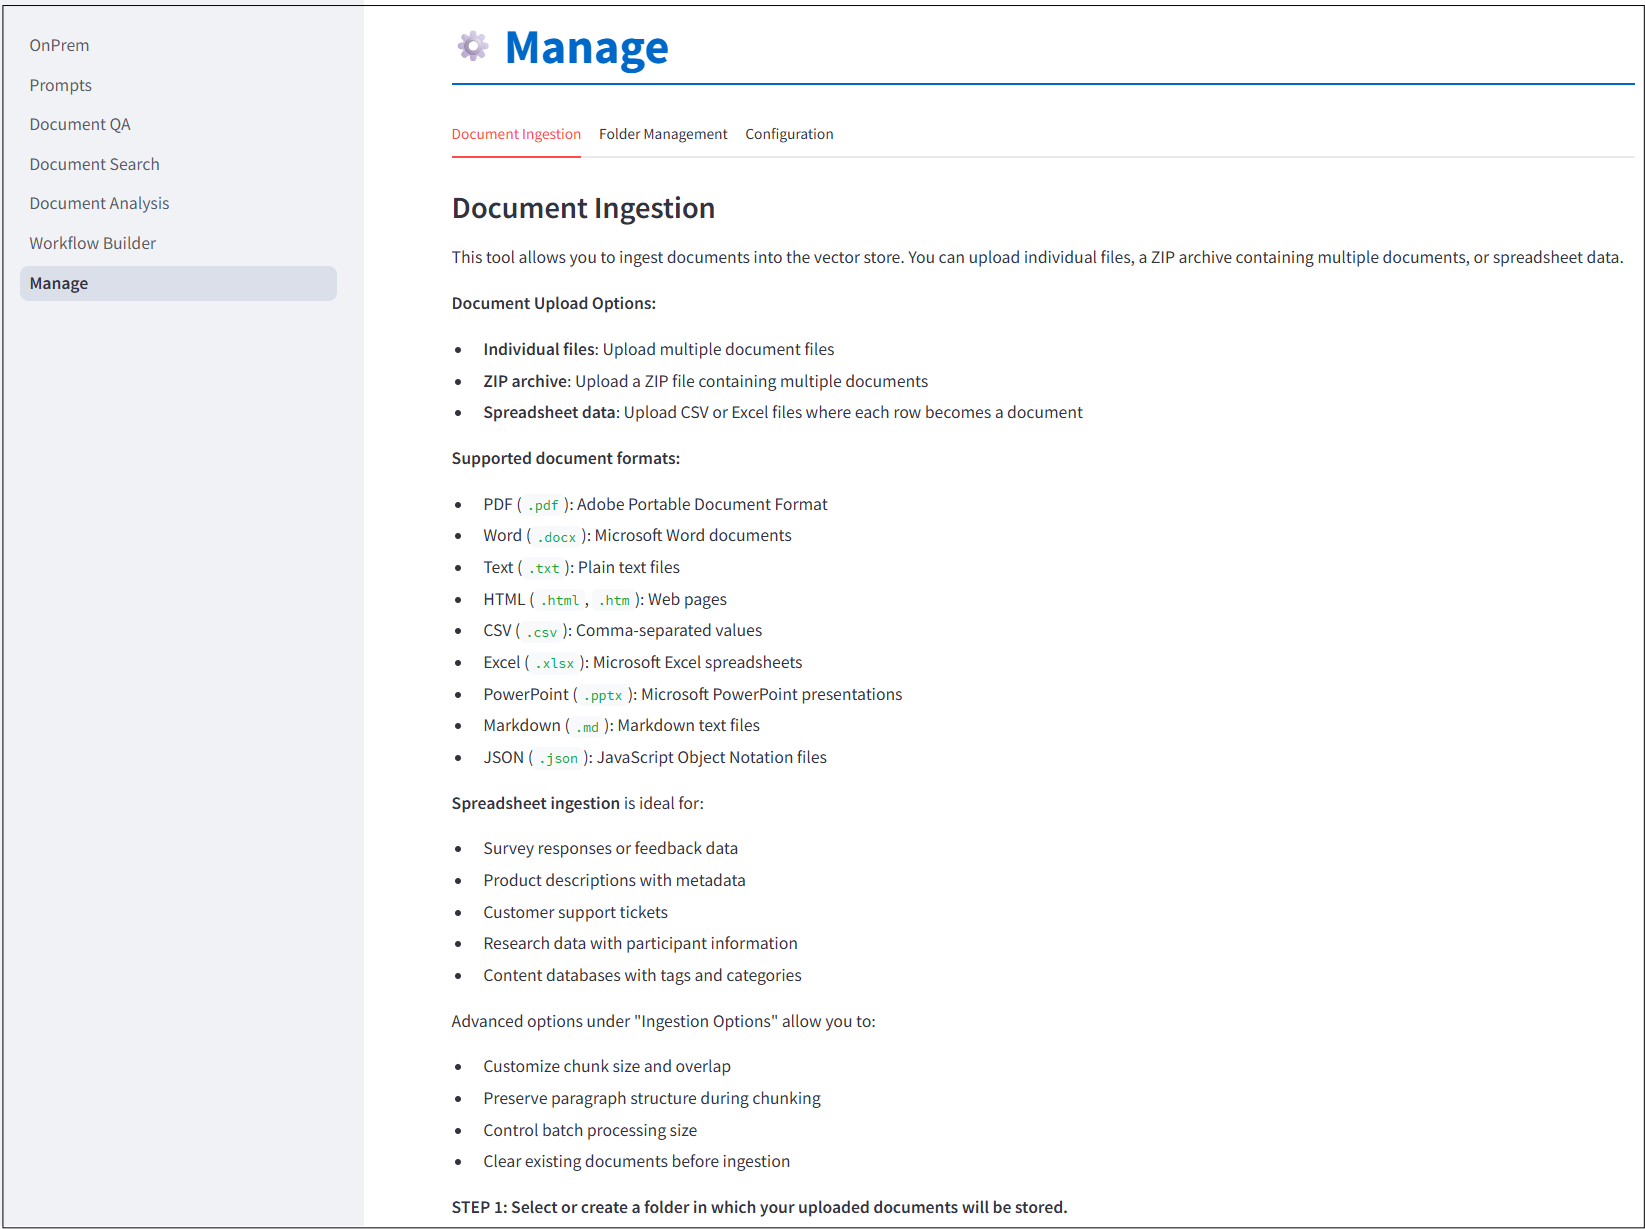 OnPrem
Prompts
Document QA
Document Search
Document Analysis
Workflow Builder
Manage
Manage
Document Ingestion Folder Management Configuration
Document Ingestion
This tool allows you to ingest documents into the vector store. You can upload individual files, a ZIP archive containing multiple documents, or spreadsheet data.
Document Upload Options:
• Individual files: Upload multiple document files
• ZIP archive: Upload a ZIP file containing multiple documents
• Spreadsheet data: Upload CSV or Excel files where each row becomes a document
Supported document formats:
• PDF ( .pdf ): Adobe Portable Document Format
• Word ( .docx ): Microsoft Word documents
• Text ( .txt ): Plain text files
• HTML ( .html , .htm ): Web pages
• CSV ( .csv ): Comma-separated values
• Excel ( .xlsx ): Microsoft Excel spreadsheets
• PowerPoint ( .pptx ): Microsoft PowerPoint presentations
• Markdown ( .md ): Markdown text files
• JSON ( .json ): JavaScript Object Notation files
Spreadsheet ingestion is ideal for:
• Survey responses or feedback data
• Product descriptions with metadata
• Customer support tickets
• Research data with participant information
• Content databases with tags and categories
Advanced options under "Ingestion Options" allow you to:
• Customize chunk size and overlap
• Preserve paragraph structure during chunking
• Control batch processing size
• Clear existing documents before ingestion
STEP 1: Select or create a folder in which your uploaded documents will be stored.